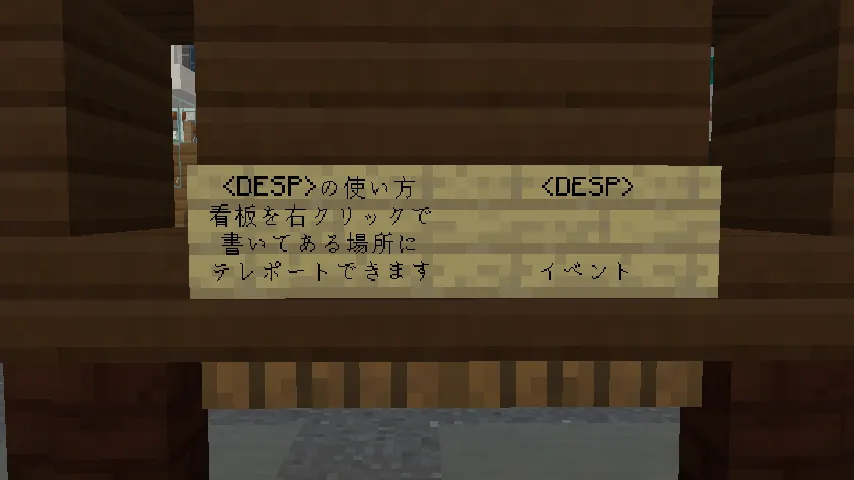 <DESP>の使い方
看板を右クリックで
書いてある場所に
テレポートできます
<DESP>
イベント